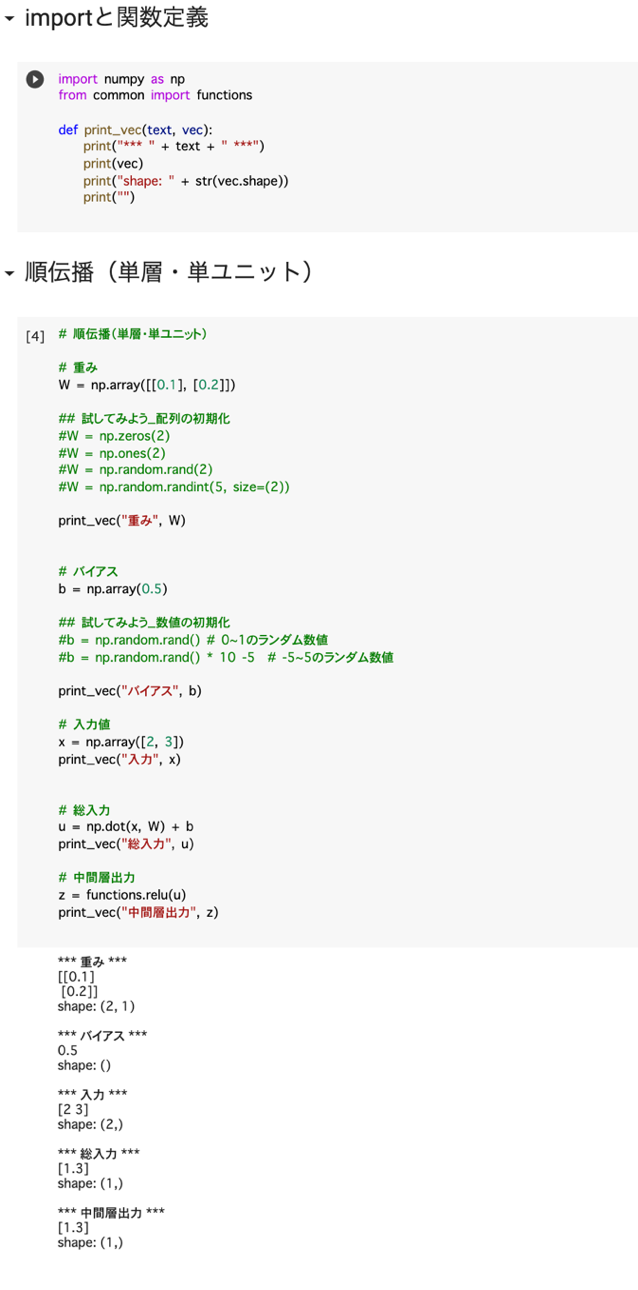 importと関数定義
import numpy as np
from common import functions
def print_vec(text, vec):
print("*** " + text + " ***")
print(vec)
print("shape: " + str(vec.shape))
print("")
順伝播（単層・単ユニット）
[4] # 順伝播（単層・単ユニット）
# 重み
W = np.array([[0.1], [0.2]])
## 試してみよう_配列の初期化
#W = np.zeros(2)
#W = np.ones(2)
#W = np.random.rand(2)
#W = np.random.randint(5, size=(2))
print_vec("重み", W)
# バイアス
b = np.array(0.5)
## 試してみよう_数値の初期化
#b = np.random.rand() # 0~1のランダム数値
#b = np.random.rand() * 10 -5 # -5~5のランダム数値
print_vec("バイアス", b)
# 入力値
x = np.array([2, 3])
print_vec("入力", x)
# 総入力
u = np.dot(x, W) + b
print_vec("総入力", u)
# 中間層出力
z = functions.relu(u)
print_vec("中間層出力", z)
*** 重み ***
[[0.1]
[0.2]]
shape: (2, 1)
*** バイアス ***
0.5
shape: ()
*** 入力 ***
[2 3]
shape: (2,)
*** 総入力 ***
[1.3]
shape: (1,)
*** 中間層出力 ***
[1.3]
shape: (1,)